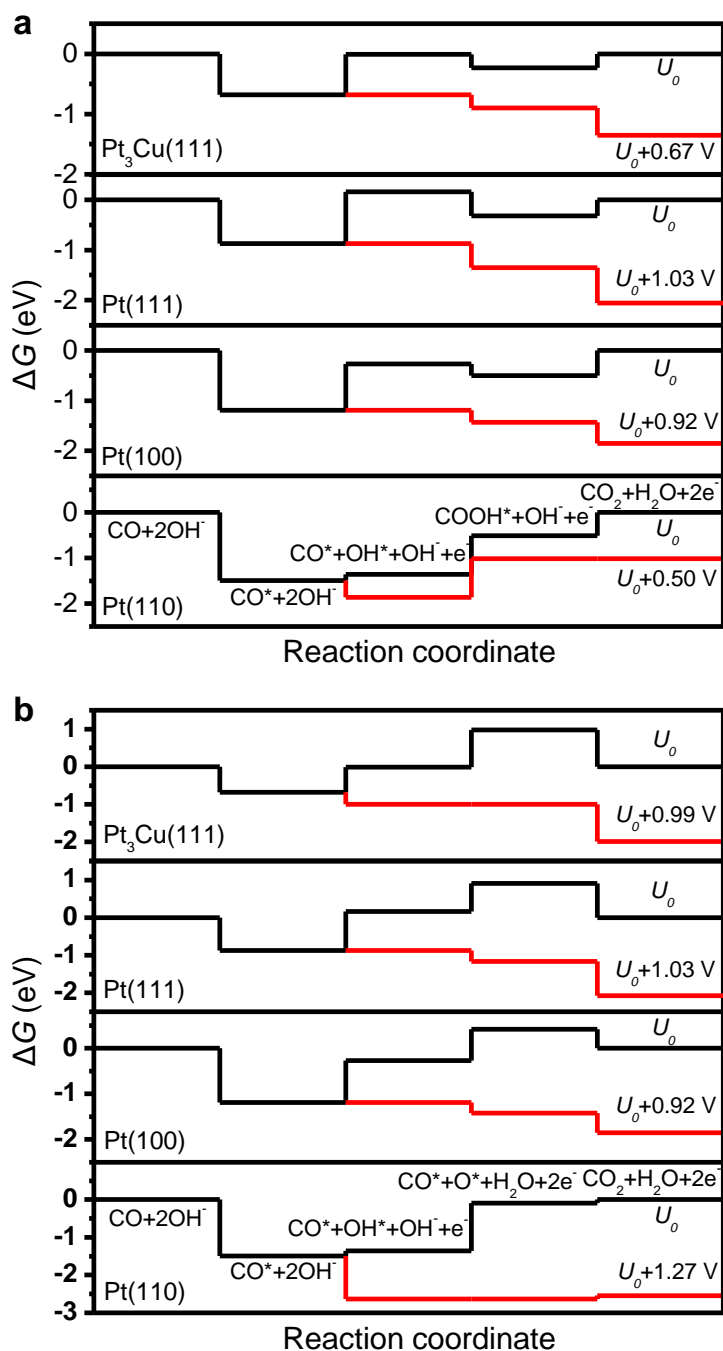 a
0
U₀
-1
Pt₃Cu(111)
U₀+0.67 V
-2
0
U₀
-1
U₀+1.03 V
-2
Pt(111)
ΔG (eV)
0
U₀
-1
U₀+0.92 V
-2
Pt(100)
CO₂+H₂O+2e⁻
COOH*+OH⁻+e⁻
0
CO+2OH⁻
U₀
CO*+OH*+OH⁻+e⁻
-1
U₀+0.50 V
CO*+2OH⁻
-2
Pt(110)
Reaction coordinate
b
1
U₀
0
-1
U₀+0.99 V
Pt₃Cu(111)
-2
1
U₀
0
-1
U₀+1.03 V
Pt(111)
-2
ΔG (eV)
U₀
0
-1
U₀+0.92 V
-2
Pt(100)
CO*+O*+H₂O+2e⁻ CO₂+H₂O+2e⁻
0
CO+2OH⁻
U₀
CO*+OH*+OH⁻+e⁻
-1
CO*+2OH⁻
U₀+1.27 V
-2
Pt(110)
-3
Reaction coordinate